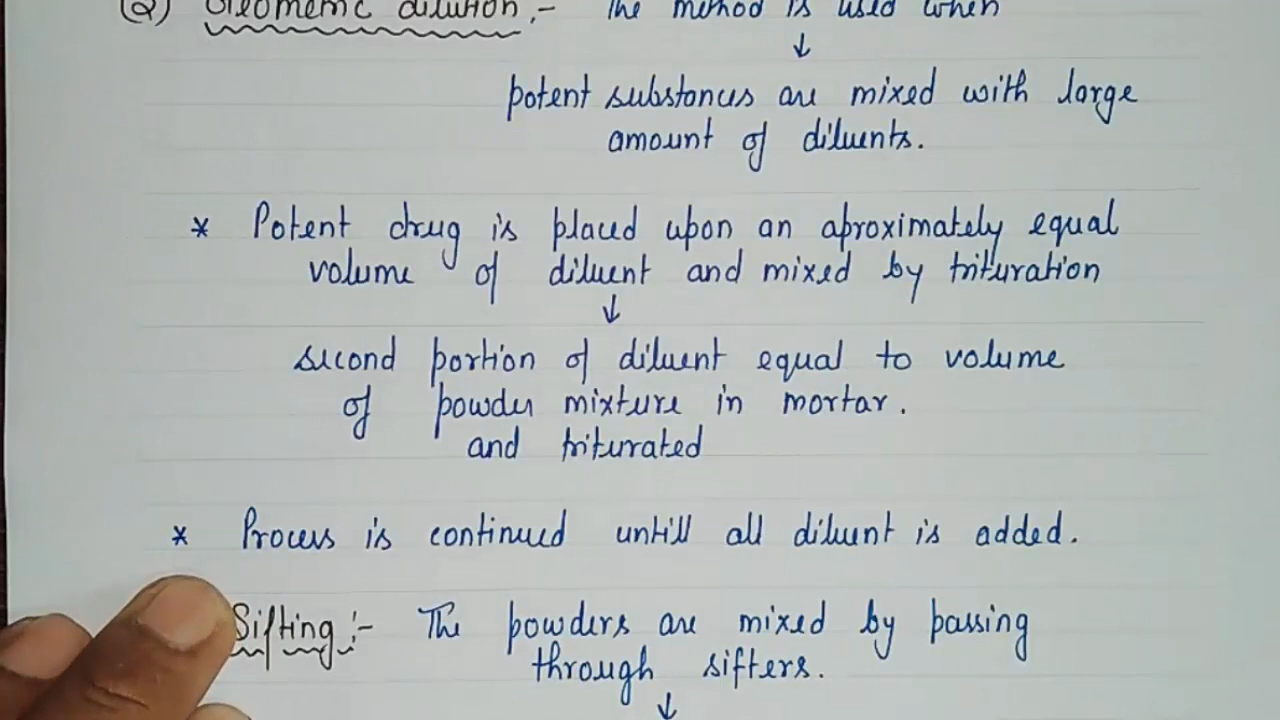 (2) Geometric dilution :- The method is used when
↓
potent substances are mixed with large
amount of diluents.
* Potent drug is placed upon an aproximately equal
volume of diluent and mixed by trituration
↓
second portion of diluent equal to volume
of powder mixture in mortar.
and triturated
* Process is continued untill all diluent is added.
Sifting :- The powders are mixed by passing
through sifters.
↓